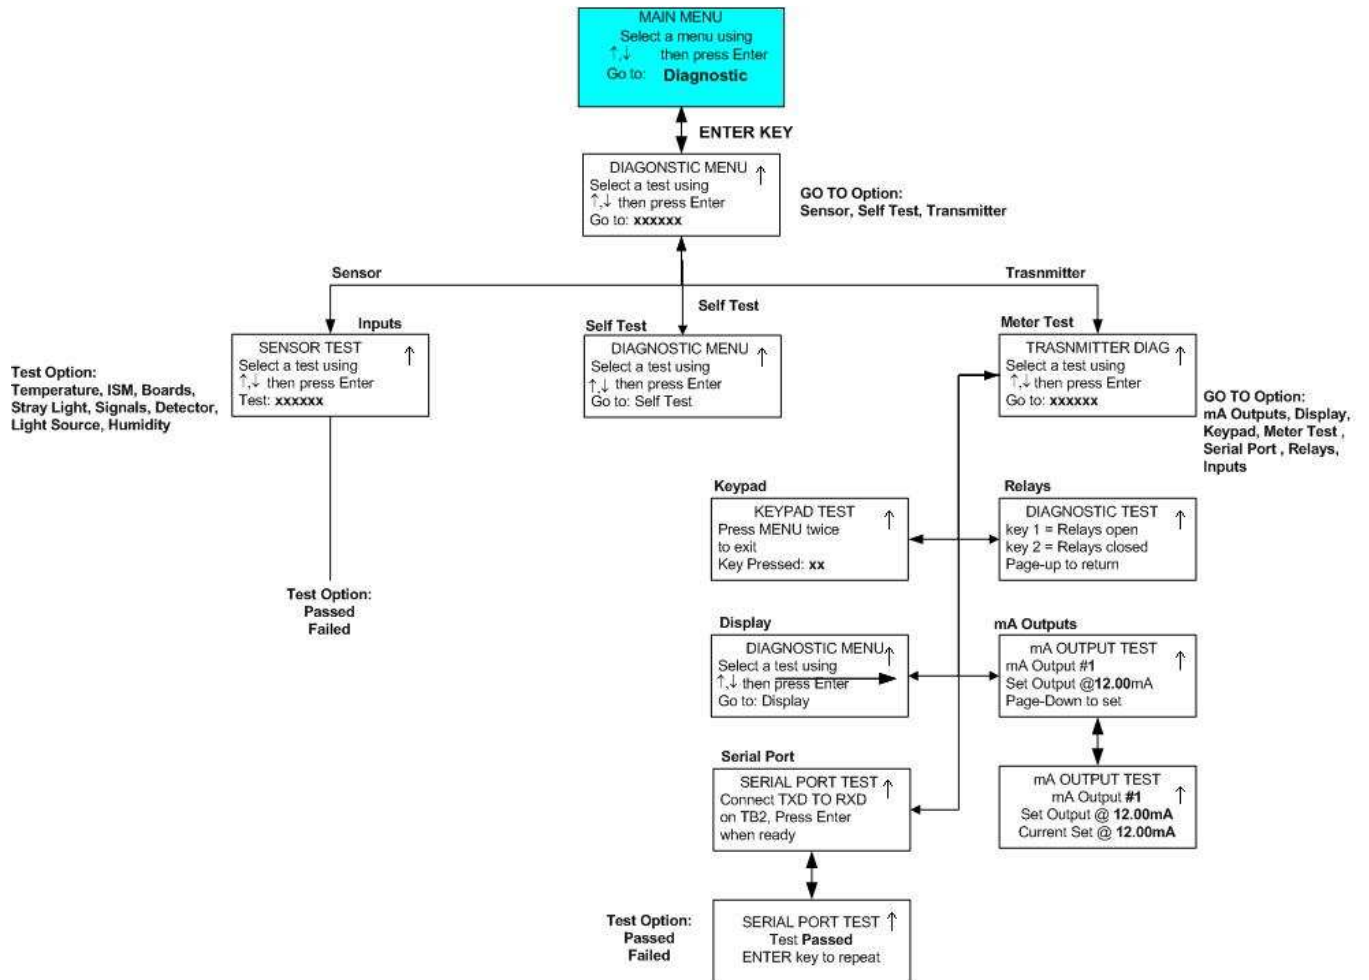 MAIN MENU
Select a menu using
↑,↓ then press Enter
Go to: Diagnostic
ENTER KEY
DIAGONSTIC MENU ↑
Select a test using
↑,↓ then press Enter
Go to: xxxxxx
GO TO Option:
Sensor, Self Test, Transmitter
Sensor
Self Test
Trasnmitter
Inputs
SENSOR TEST ↑
Select a test using
↑,↓ then press Enter
Test: xxxxxx
Test Option:
Temperature, ISM, Boards,
Stray Light, Signals, Detector,
Light Source, Humidity
Test Option:
Passed
Failed
Self Test
DIAGNOSTIC MENU ↑
Select a test using
↑,↓ then press Enter
Go to: Self Test
Meter Test
TRASNMITTER DIAG ↑
Select a test using
↑,↓ then press Enter
Go to: xxxxxx
GO TO Option:
mA Outputs, Display,
Keypad, Meter Test ,
Serial Port , Relays,
Inputs
Keypad
KEYPAD TEST ↑
Press MENU twice
to exit
Key Pressed: xx
Relays
DIAGNOSTIC TEST ↑
key 1 = Relays open
key 2 = Relays closed
Page-up to return
Display
DIAGNOSTIC MENU ↑
Select a test using
↑,↓ then press Enter
Go to: Display
mA Outputs
mA OUTPUT TEST ↑
mA Output #1
Set Output @12.00mA
Page-Down to set
mA OUTPUT TEST ↑
mA Output #1
Set Output @ 12.00mA
Current Set @ 12.00mA
Serial Port
SERIAL PORT TEST ↑
Connect TXD TO RXD
on TB2, Press Enter
when ready
Test Option:
Passed
Failed
SERIAL PORT TEST ↑
Test Passed
ENTER key to repeat